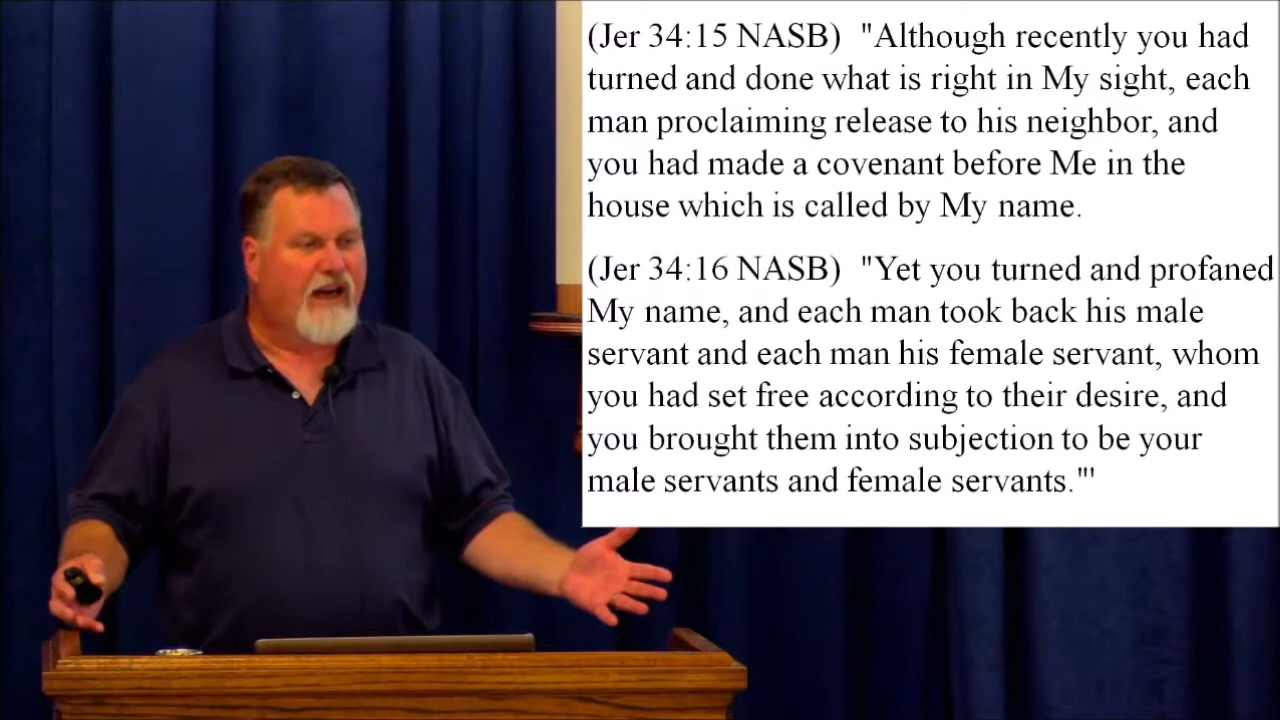 (Jer 34:15 NASB)  "Although recently you had
turned and done what is right in My sight, each
man proclaiming release to his neighbor, and
you had made a covenant before Me in the
house which is called by My name.
(Jer 34:16 NASB)  "Yet you turned and profaned
My name, and each man took back his male
servant and each man his female servant, whom
you had set free according to their desire, and
you brought them into subjection to be your
male servants and female servants."'